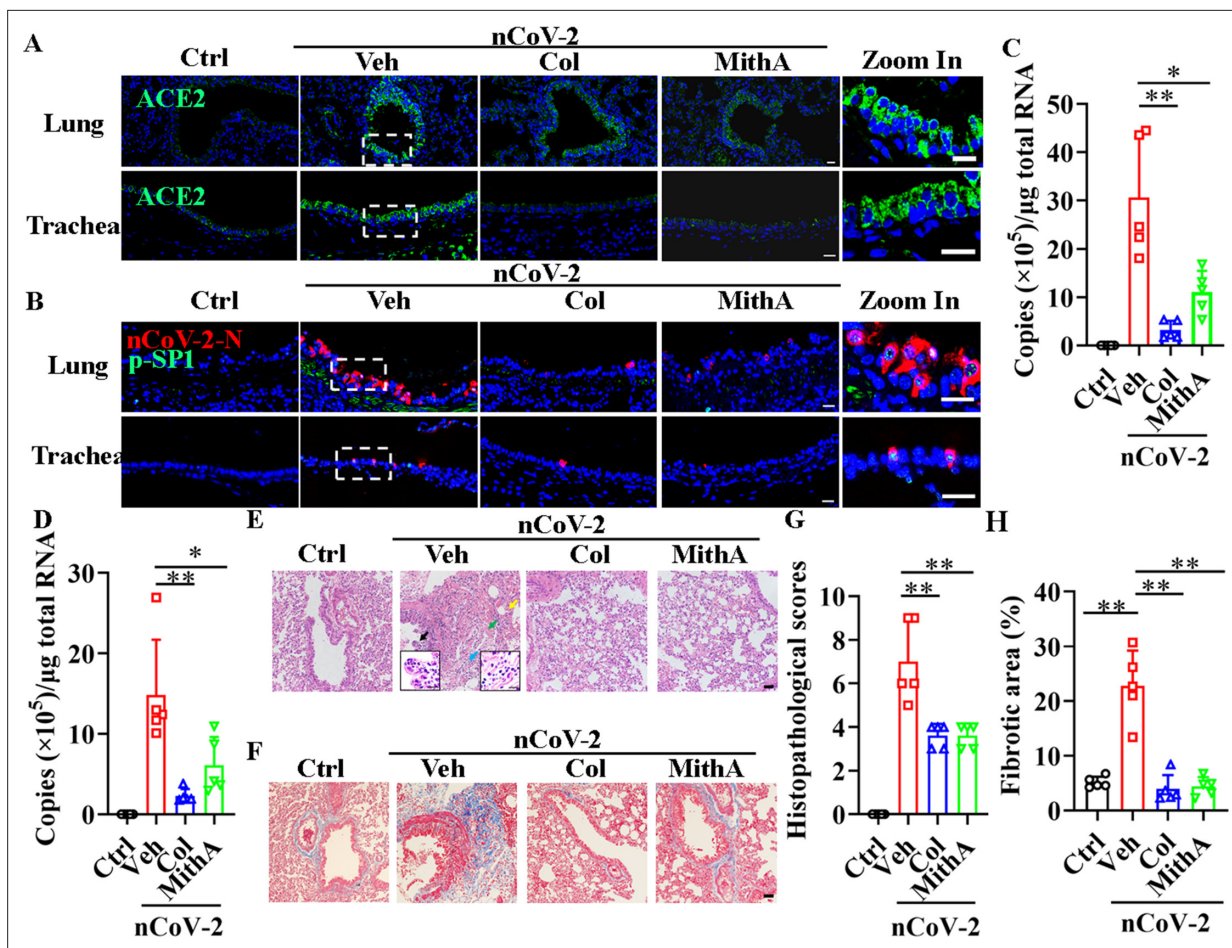 A
nCoV-2
Ctrl Veh Col MithA Zoom In
Lung ACE2
Trachea ACE2
B
nCoV-2
Ctrl Veh Col MithA Zoom In
Lung nCoV-2-N
p-SP1
Trachea
C
Copies (×10⁵)/μg total RNA
50
40
30
20
10
0
*
**
Ctrl Veh Col MithA
nCoV-2
D
Copies (×10⁵)/μg total RNA
30
20
10
0
*
**
Ctrl Veh Col MithA
nCoV-2
E
nCoV-2
Ctrl Veh Col MithA
F
nCoV-2
Ctrl Veh Col MithA
G
Histopathological scores
10
8
6
4
2
0
**
**
Ctrl Veh Col MithA
nCoV-2
H
Fibrotic area (%)
40
30
20
10
0
**
**
**
Ctrl Veh Col MithA
nCoV-2